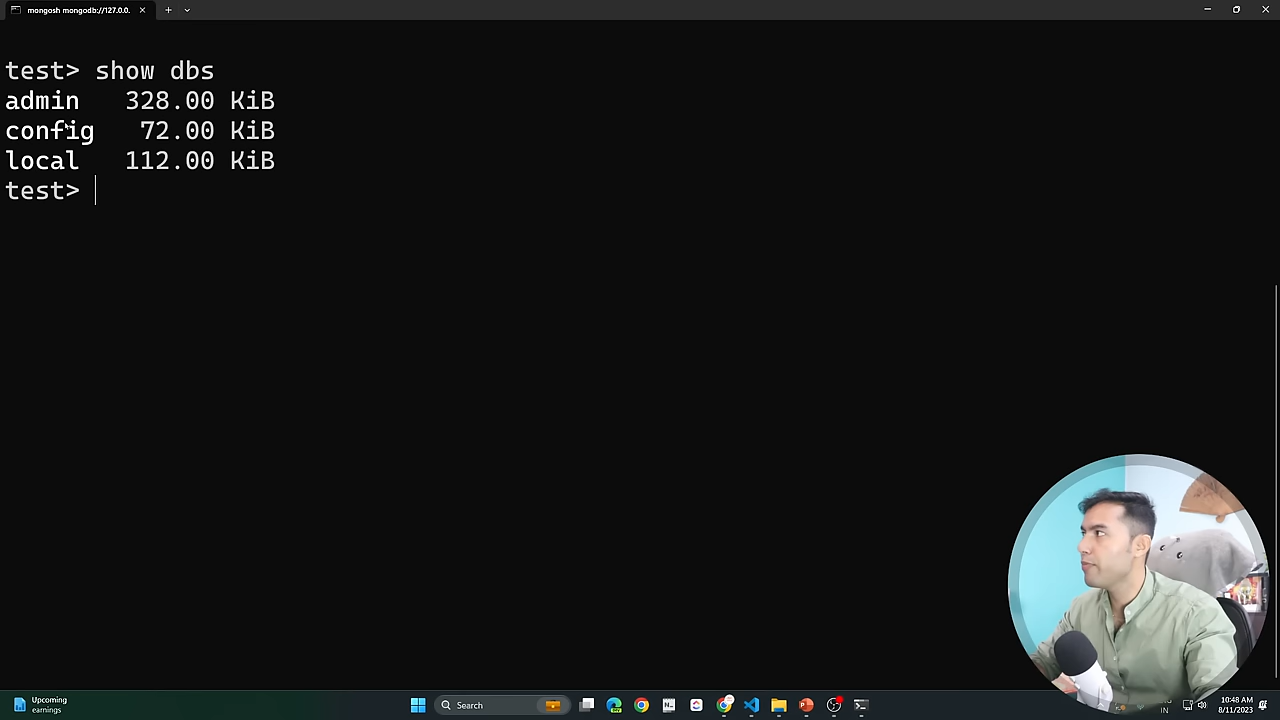 mongosh mongodb://127.0.0.
test> show dbs
admin   328.00 KiB
config   72.00 KiB
local   112.00 KiB
test>
Upcoming
earnings
Search
10:48 AM
IN
8/11/2023